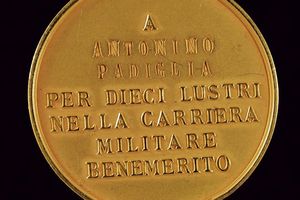 A
ANTONINO
PADIGLIA
PER DIECI LUSTRI
NELLA CARRIERA
MILITARE
BENEMERITO